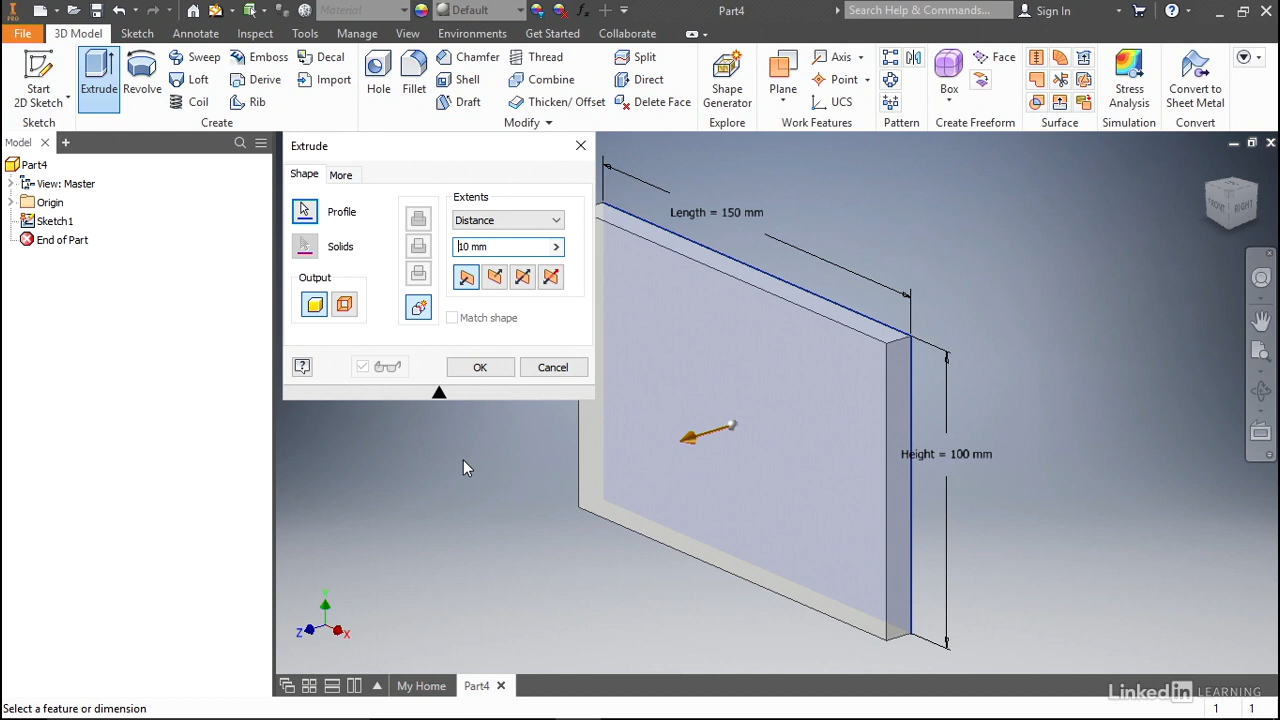 PRO
Material
Default
fx
Part4
Search Help & Commands...
Sign In
File
3D Model
Sketch
Annotate
Inspect
Tools
Manage
View
Environments
Get Started
Collaborate
Start
2D Sketch
Extrude
Revolve
Sweep
Loft
Coil
Emboss
Derive
Rib
Decal
Import
Hole
Fillet
Chamfer
Shell
Draft
Thread
Combine
Thicken/ Offset
Split
Direct
Delete Face
Shape
Generator
Plane
Axis
Point
UCS
Box
Face
Stress
Analysis
Convert to
Sheet Metal
Sketch
Create
Modify
Explore
Work Features
Pattern
Create Freeform
Surface
Simulation
Convert
Model
Part4
View: Master
Origin
Sketch1
End of Part
Extrude
Shape
More
Profile
Solids
Output
Extents
Distance
10 mm
Match shape
OK
Cancel
Length = 150 mm
Height = 100 mm
FRONT
RIGHT
Y
Z
X
My Home
Part4
LinkedIn LEARNING
Select a feature or dimension
1
1